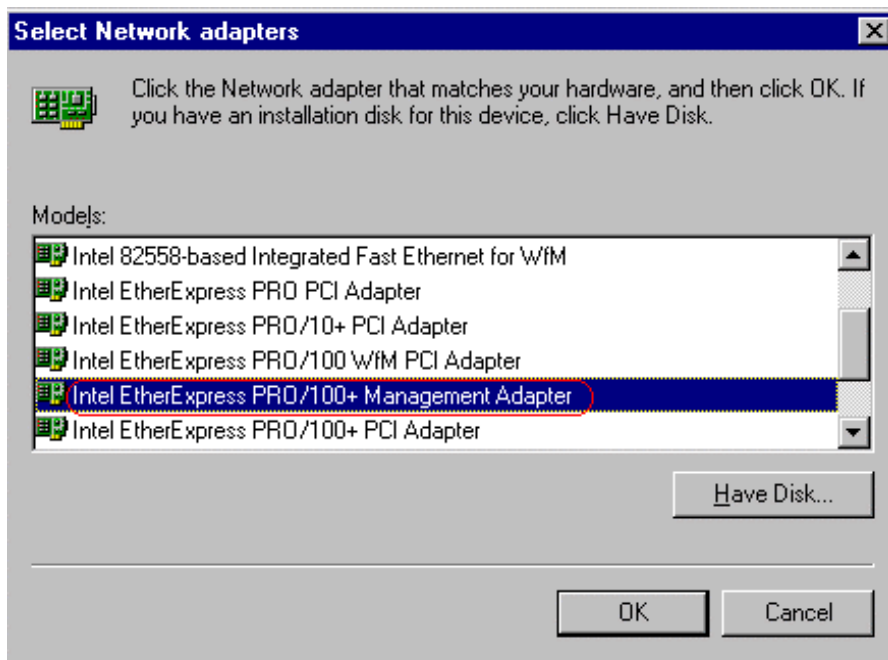 Select Network adapters
Click the Network adapter that matches your hardware, and then click OK. If
you have an installation disk for this device, click Have Disk.
Models:
Intel 82558-based Integrated Fast Ethernet for WfM
Intel EtherExpress PRO PCI Adapter
Intel EtherExpress PRO/10+ PCI Adapter
Intel EtherExpress PRO/100 WfM PCI Adapter
Intel EtherExpress PRO/100+ Management Adapter
Intel EtherExpress PRO/100+ PCI Adapter
Have Disk...
OK Cancel